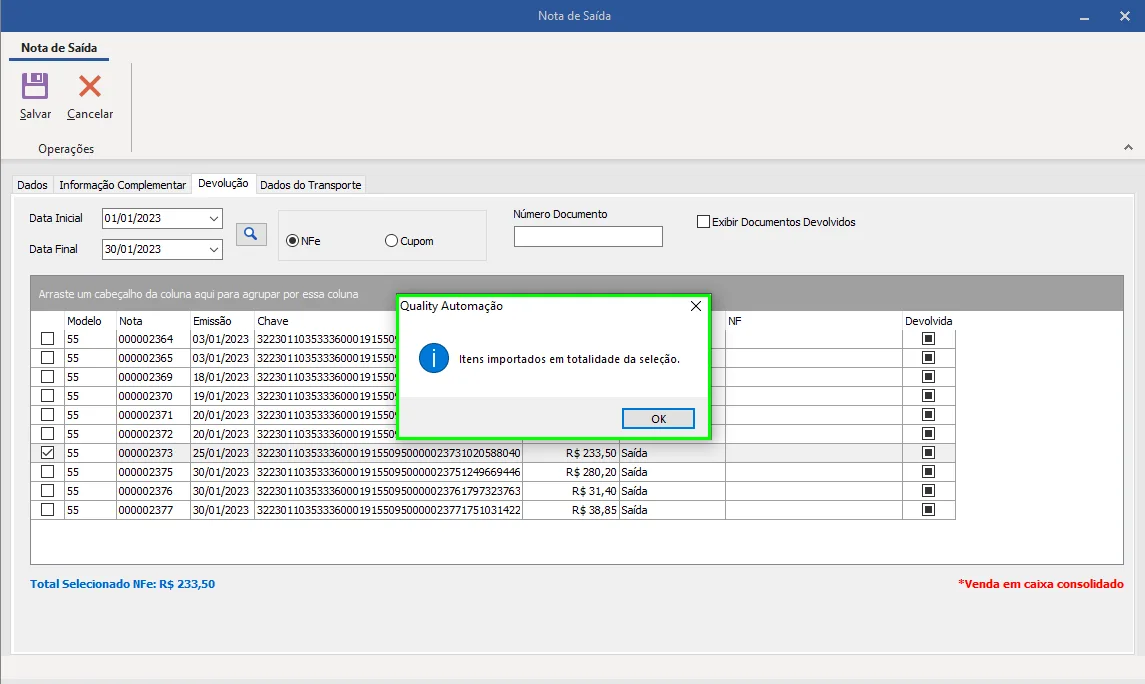 Nota de Saída
Nota de Saída
Salvar
Cancelar
Operações
Dados
Informação Complementar
Devolução
Dados do Transporte
Data Inicial
01/01/2023
Data Final
30/01/2023
NFe
Cupom
Número Documento
Exibir Documentos Devolvidos
Arraste um cabeçalho da coluna aqui para agrupar por essa coluna
Quality Automação
Itens importados em totalidade da seleção.
OK
Modelo Nota Emissão Chave NF Devolvida
55 000002364 03/01/2023
55 000002365 03/01/2023
55 000002369 18/01/2023
55 000002370 19/01/2023
55 000002371 20/01/2023
55 000002372 20/01/2023
55 000002373 25/01/2023 R$ 233,50 Saída
55 000002375 30/01/2023 R$ 280,20 Saída
55 000002376 30/01/2023 R$ 31,40 Saída
55 000002377 30/01/2023 R$ 38,85 Saída
Total Selecionado NFe: R$ 233,50
*Venda em caixa consolidado